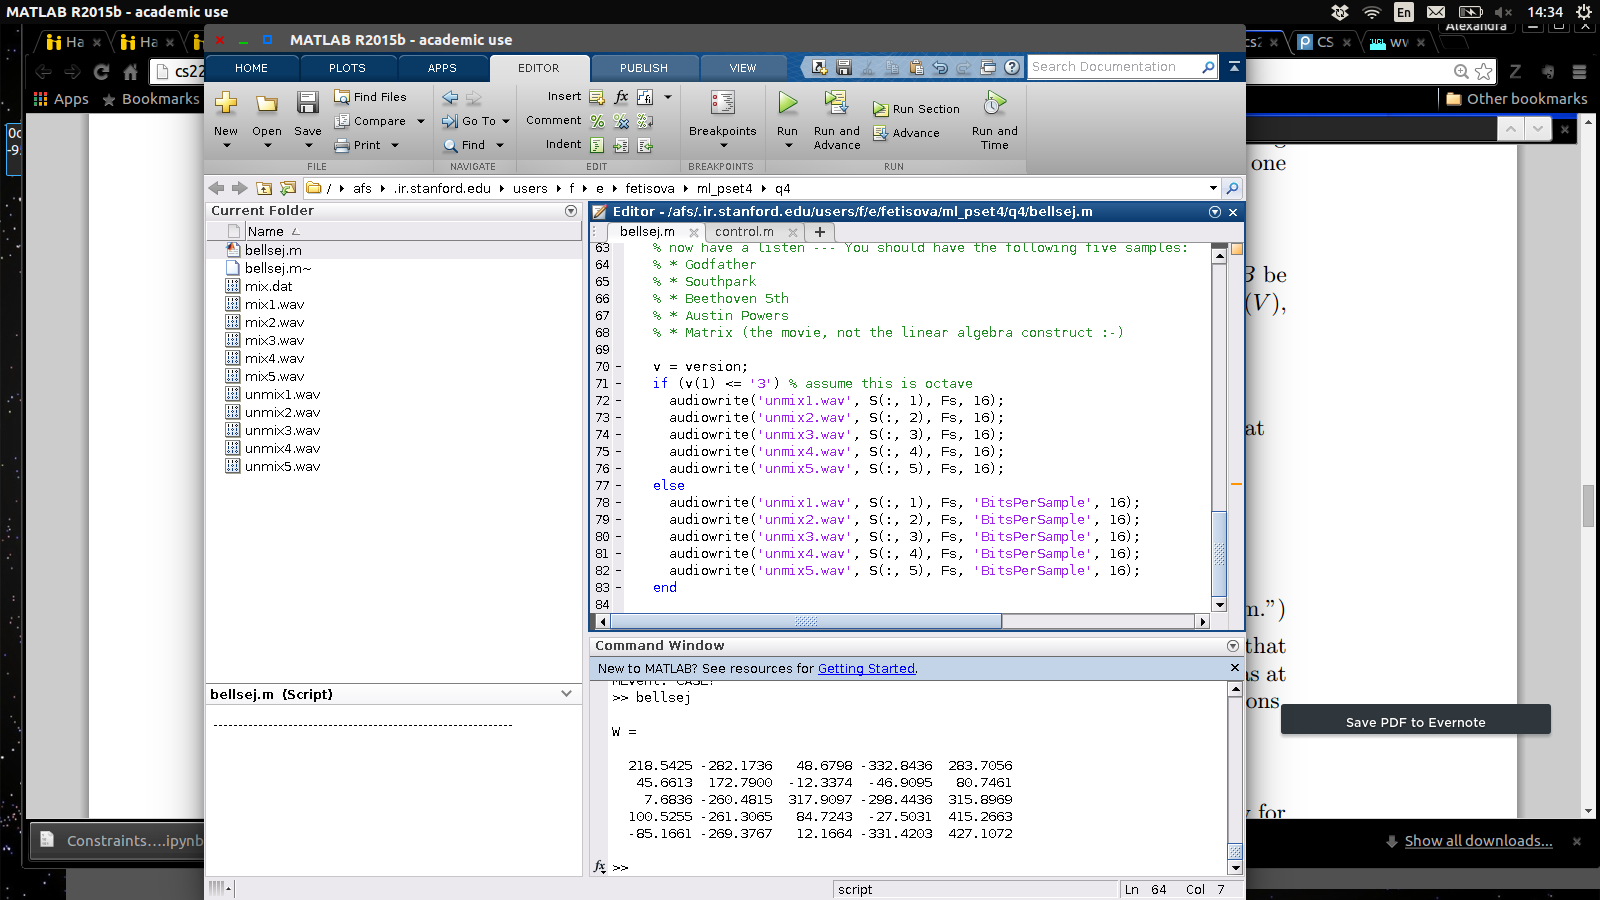 MATLAB R2015b - academic use
En
14:34
Alexandra
Ha
Ha
CS
cs22
Apps
Bookmarks
Other bookmarks
MATLAB R2015b - academic use
HOME PLOTS APPS EDITOR PUBLISH VIEW
Search Documentation
New Open Save
Find Files
Compare
Print
FILE
Go To
Find
NAVIGATE
Insert
Comment
Indent
EDIT
Breakpoints
BREAKPOINTS
Run
Run and Advance
Run Section
Advance
Run and Time
RUN
/ afs .ir.stanford.edu users f e fetisova ml_pset4 q4
Current Folder
Name
bellsej.m
bellsej.m~
mix.dat
mix1.wav
mix2.wav
mix3.wav
mix4.wav
mix5.wav
unmix1.wav
unmix2.wav
unmix3.wav
unmix4.wav
unmix5.wav
bellsej.m (Script)
Editor - /afs/.ir.stanford.edu/users/f/e/fetisova/ml_pset4/q4/bellsej.m
bellsej.m control.m
63 % now have a listen --- You should have the following five samples:
64 % * Godfather
65 % * Southpark
66 % * Beethoven 5th
67 % * Austin Powers
68 % * Matrix (the movie, not the linear algebra construct :-)
69
70 - v = version;
71 - if (v(1) <= '3') % assume this is octave
72 - audiowrite('unmix1.wav', S(:, 1), Fs, 16);
73 - audiowrite('unmix2.wav', S(:, 2), Fs, 16);
74 - audiowrite('unmix3.wav', S(:, 3), Fs, 16);
75 - audiowrite('unmix4.wav', S(:, 4), Fs, 16);
76 - audiowrite('unmix5.wav', S(:, 5), Fs, 16);
77 - else
78 - audiowrite('unmix1.wav', S(:, 1), Fs, 'BitsPerSample', 16);
79 - audiowrite('unmix2.wav', S(:, 2), Fs, 'BitsPerSample', 16);
80 - audiowrite('unmix3.wav', S(:, 3), Fs, 'BitsPerSample', 16);
81 - audiowrite('unmix4.wav', S(:, 4), Fs, 'BitsPerSample', 16);
82 - audiowrite('unmix5.wav', S(:, 5), Fs, 'BitsPerSample', 16);
83 - end
84
Command Window
New to MATLAB? See resources for Getting Started.
>> bellsej
W =
218.5425 -282.1736 48.6798 -332.8436 283.7056
45.6613 172.7900 -12.3374 -46.9095 80.7461
7.6836 -260.4815 317.9097 -298.4436 315.8969
100.5255 -261.3065 84.7243 -27.5031 415.2663
-85.1661 -269.3767 12.1664 -331.4203 427.1072
fx >>
script
Ln 64 Col 7
one
be
(V),
at
m.")
that
as at
ons.
for
Save PDF to Evernote
Constraints....ipynb
Show all downloads...